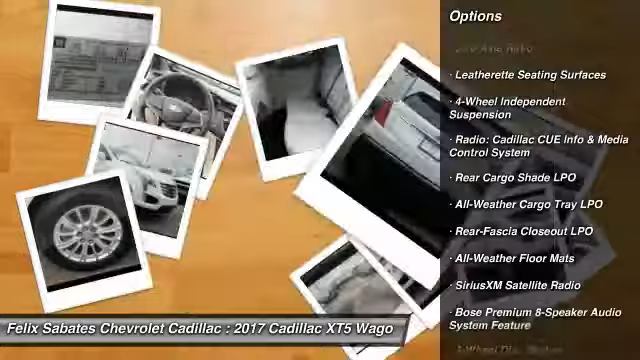 Options
· Leatherette Seating Surfaces
· 4-Wheel Independent
Suspension
· Radio: Cadillac CUE Info & Media
Control System
· Rear Cargo Shade LPO
· All-Weather Cargo Tray LPO
· Rear-Fascia Closeout LPO
· All-Weather Floor Mats
· SiriusXM Satellite Radio
· Bose Premium 8-Speaker Audio
System Feature
Felix Sabates Chevrolet Cadillac : 2017 Cadillac XT5 Wago